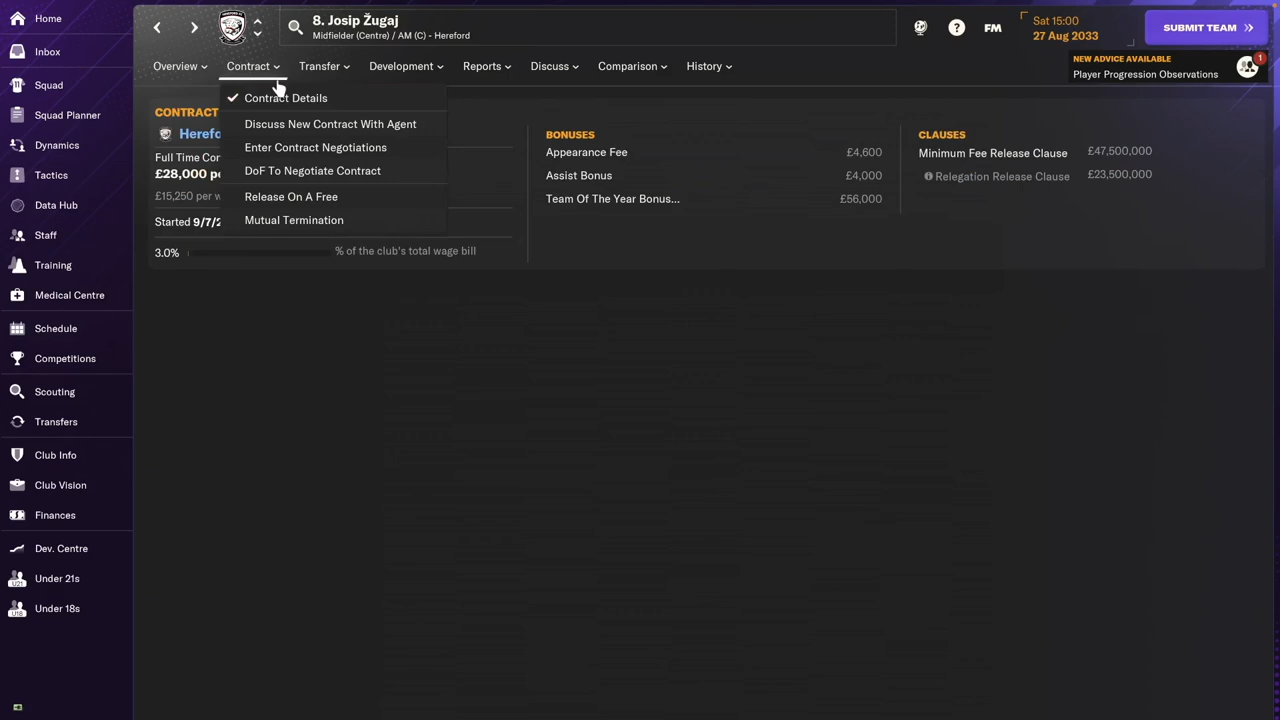 Home
Inbox
Squad
Squad Planner
Dynamics
Tactics
Data Hub
Staff
Training
Medical Centre
Schedule
Competitions
Scouting
Transfers
Club Info
Club Vision
Finances
Dev. Centre
U21
Under 21s
U18
Under 18s
8. Josip Žugaj
Midfielder (Centre) / AM (C) - Hereford
?
FM
Sat 15:00
27 Aug 2033
SUBMIT TEAM
NEW ADVICE AVAILABLE
Player Progression Observations
1
Overview
Contract
Transfer
Development
Reports
Discuss
Comparison
History
Contract Details
Discuss New Contract With Agent
Enter Contract Negotiations
DoF To Negotiate Contract
Release On A Free
Mutual Termination
CONTRACT
Herefo
Full Time Con
£28,000 pe
£15,250 per w
Started 9/7/2
3.0% % of the club's total wage bill
BONUSES
Appearance Fee £4,600
Assist Bonus £4,000
Team Of The Year Bonus... £56,000
CLAUSES
Minimum Fee Release Clause £47,500,000
Relegation Release Clause £23,500,000